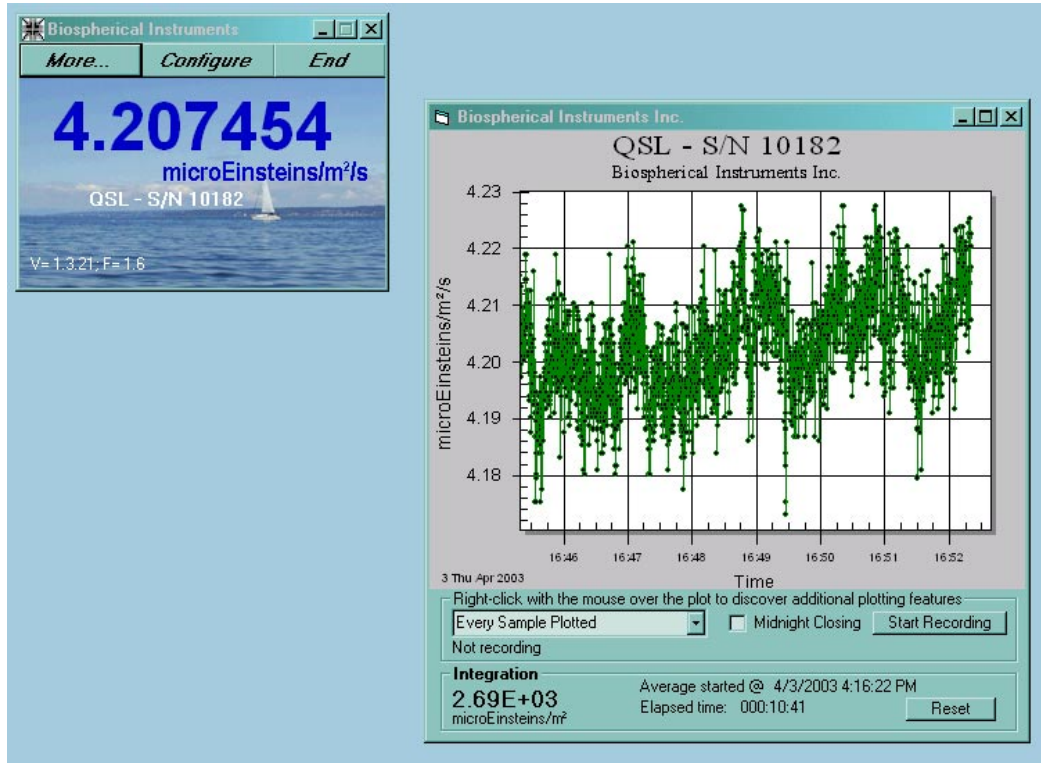 Biospherical Instruments
More... Configure End
4.207454
microEinsteins/m²/s
QSL - S/N 10182
V= 1.3.21, F= 1.6
Biospherical Instruments Inc.
QSL - S/N 10182
Biospherical Instruments Inc.
4.23
4.22
4.21
4.20
4.19
4.18
microEinsteins/m²/s
16:46 16:47 16:48 16:49 16:50 16:51 16:52
3 Thu Apr 2003
Time
Right-click with the mouse over the plot to discover additional plotting features
Every Sample Plotted Midnight Closing Start Recording
Not recording
Integration
2.69E+03
microEinsteins/m²
Average started @ 4/3/2003 4:16:22 PM
Elapsed time: 000:10:41
Reset